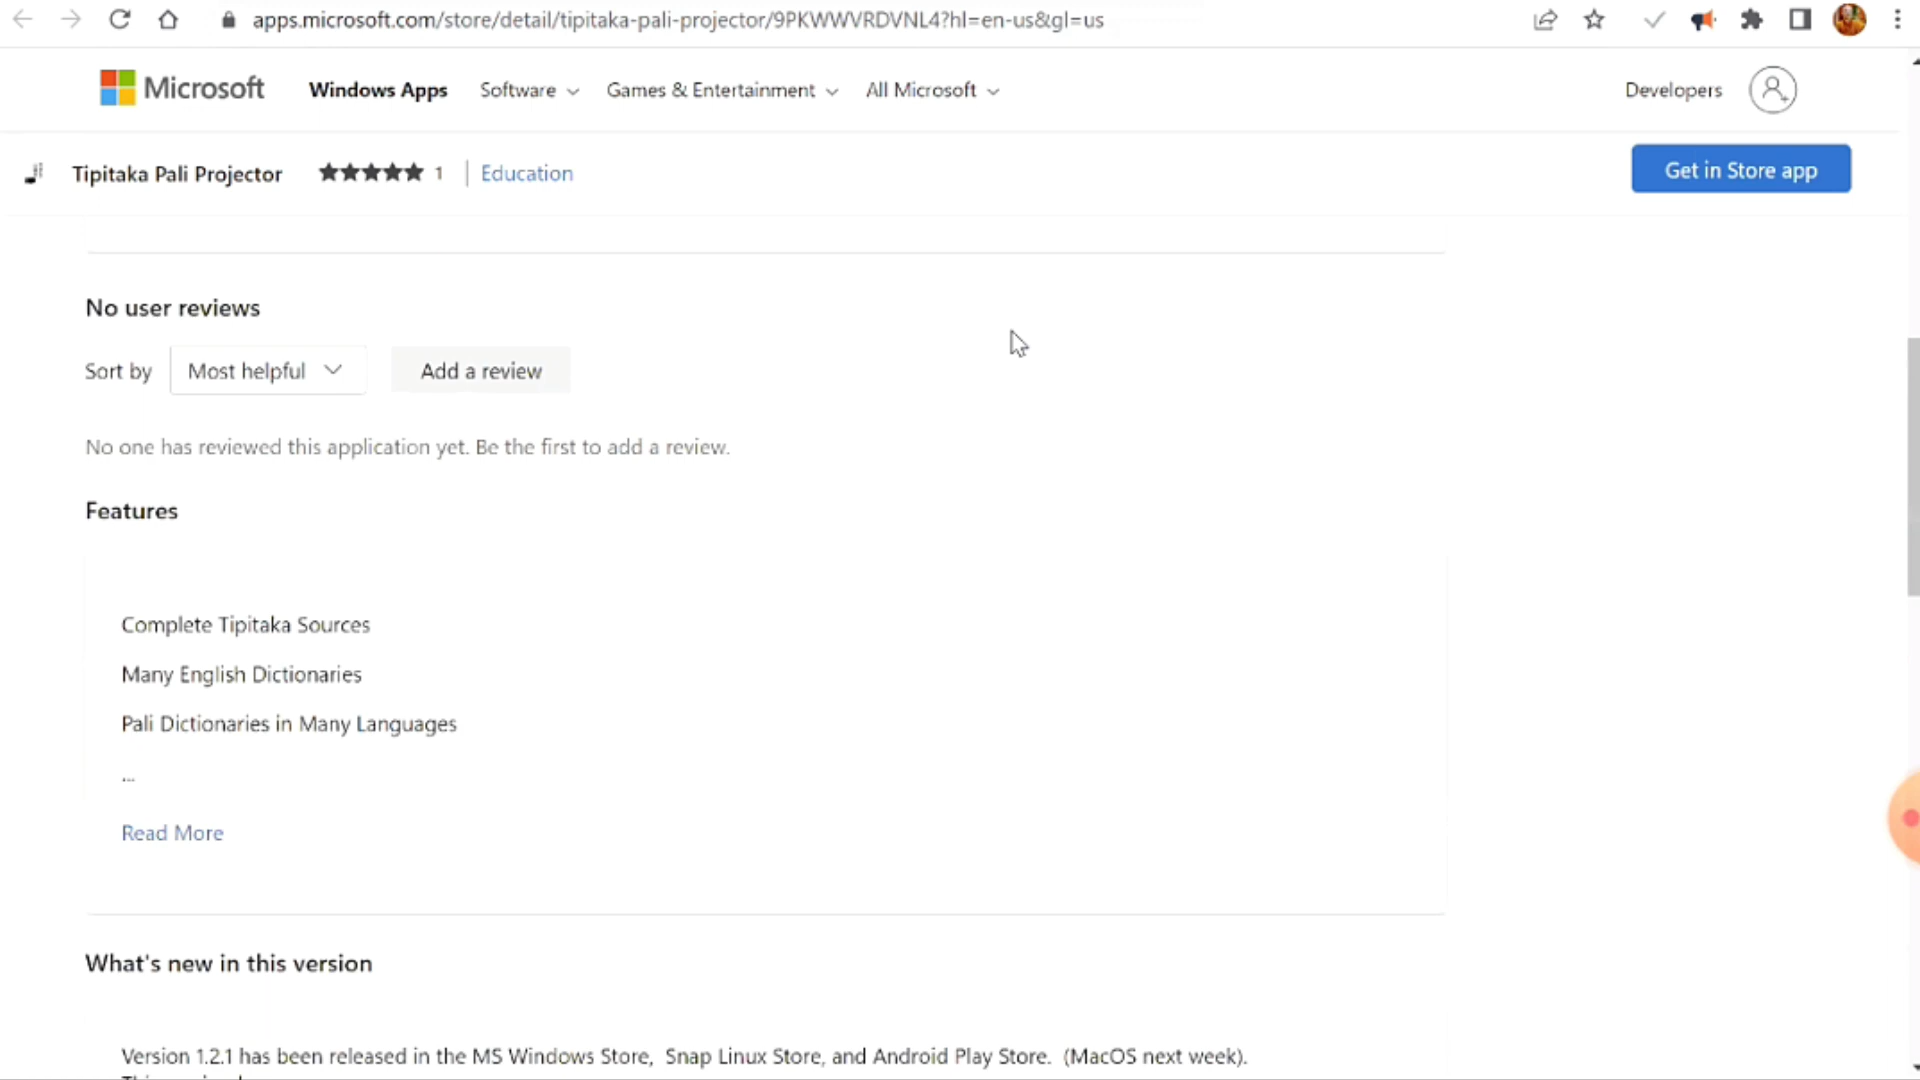 apps.microsoft.com/store/detail/tipitaka-pali-projector/9PKWWVRDVNL4?hl=en-us&gl=us
Microsoft Windows Apps Software Games & Entertainment All Microsoft Developers
Tipitaka Pali Projector ★★★★★ 1 | Education Get in Store app
No user reviews
Sort by Most helpful Add a review
No one has reviewed this application yet. Be the first to add a review.
Features
Complete Tipitaka Sources
Many English Dictionaries
Pali Dictionaries in Many Languages
...
Read More
What's new in this version
Version 1.2.1 has been released in the MS Windows Store, Snap Linux Store, and Android Play Store. (MacOS next week).